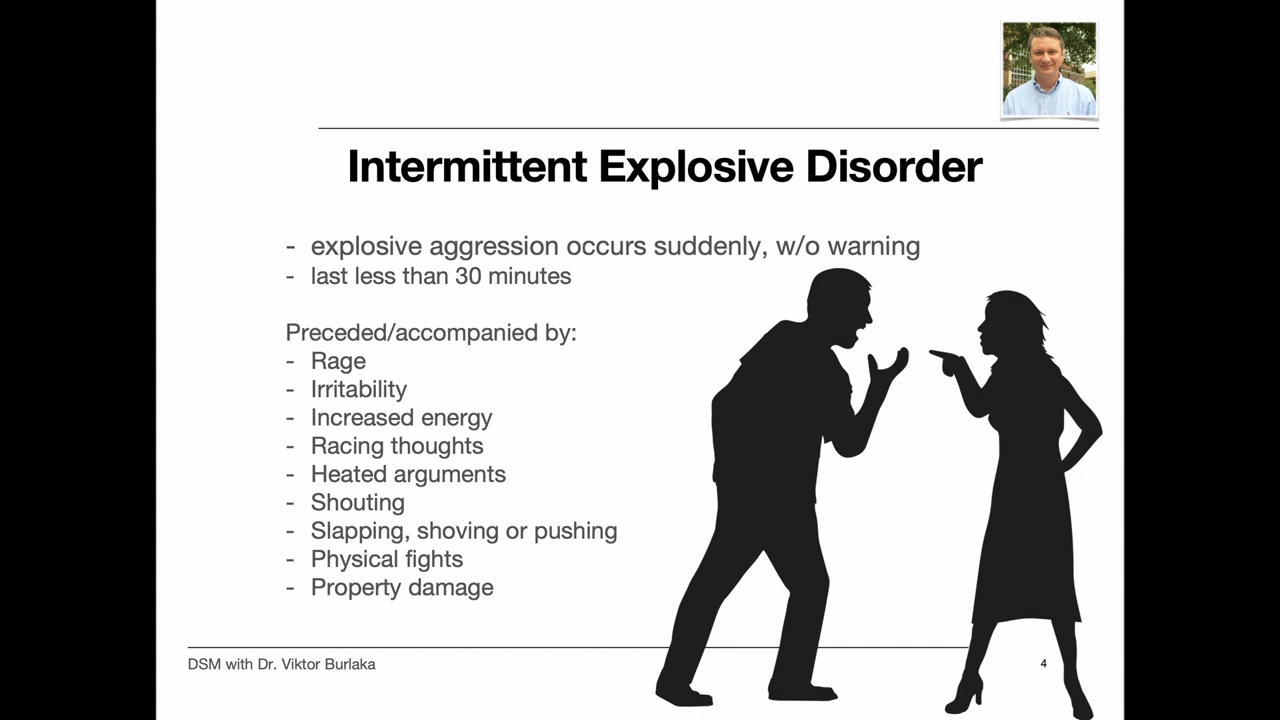 Intermittent Explosive Disorder
- explosive aggression occurs suddenly, w/o warning
- last less than 30 minutes
Preceded/accompanied by:
- Rage
- Irritability
- Increased energy
- Racing thoughts
- Heated arguments
- Shouting
- Slapping, shoving or pushing
- Physical fights
- Property damage
DSM with Dr. Viktor Burlaka
4